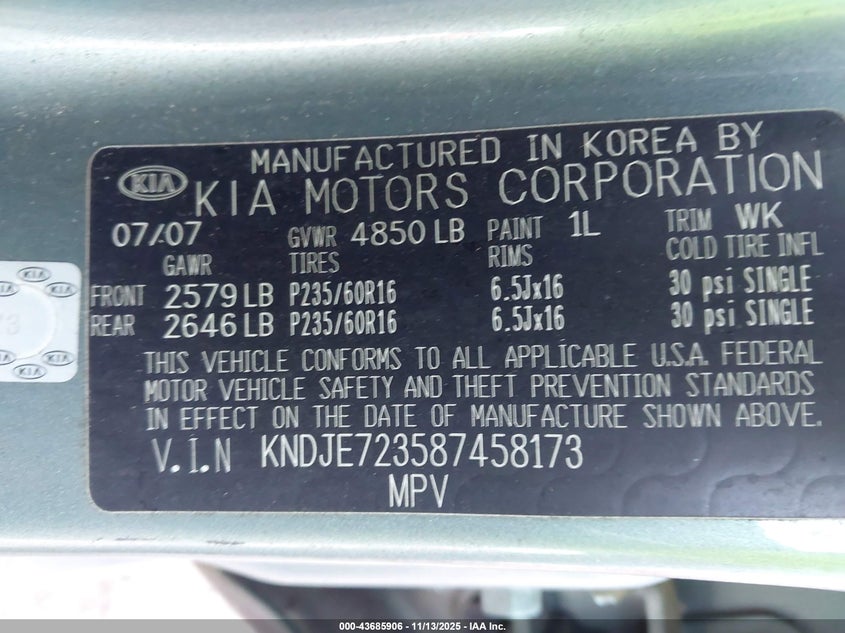 MANUFACTURED IN KOREA BY
KIA KIA MOTORS CORPORATION
07/07 GVWR 4850 LB PAINT 1L TRIM WK
GAWR TIRES RIMS COLD TIRE INFL
FRONT 2579 LB P235/60R16 6.5Jx16 30 psi SINGLE
REAR 2646 LB P235/60R16 6.5Jx16 30 psi SINGLE
THIS VEHICLE CONFORMS TO ALL APPLICABLE U.S.A. FEDERAL
MOTOR VEHICLE SAFETY AND THEFT PREVENTION STANDARDS
IN EFFECT ON THE DATE OF MANUFACTURE SHOWN ABOVE.
V.I.N KNDJE723587458173
MPV
KIA
KIA
000-43685906 - 11/13/2025 - IAA Inc.